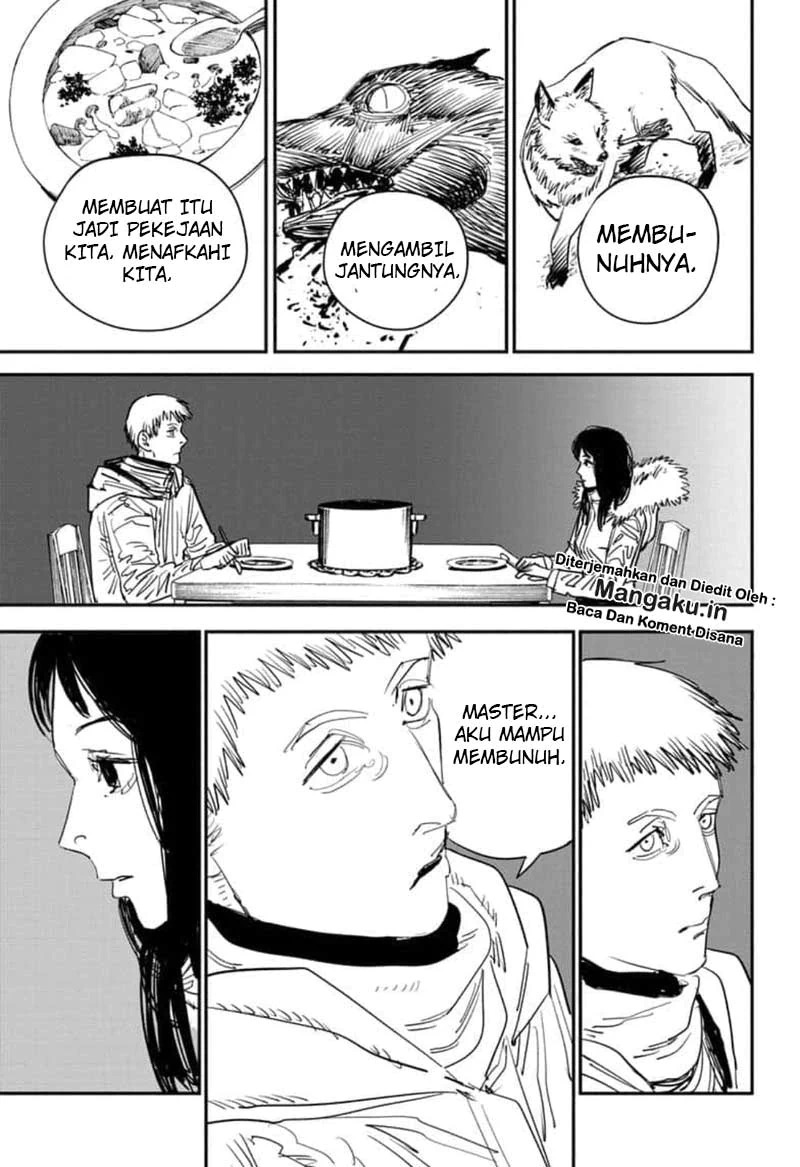 MEMBU-
NUHNYA.
MENGAMBIL
JANTUNGNYA.
MEMBUAT ITU
JADI PEKEJAAN
KITA. MENAFKAHI
KITA.
Diterjemahkan dan Diedit Oleh :
Mangaku.in
Baca Dan Koment Disana
MASTER...
AKU MAMPU
MEMBUNUH.